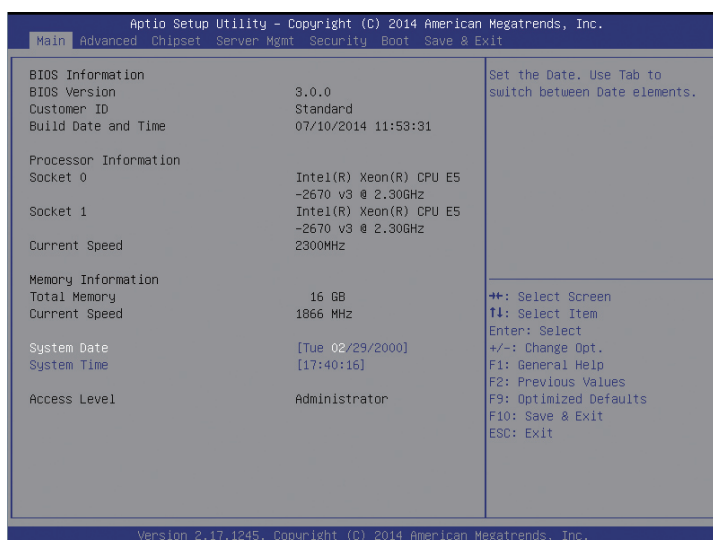 Aptio Setup Utility – Copyright (C) 2014 American Megatrends, Inc.
Main Advanced Chipset Server Mgmt Security Boot Save & Exit
BIOS Information
BIOS Version 3.0.0
Customer ID Standard
Build Date and Time 07/10/2014 11:53:31
Processor Information
Socket 0 Intel(R) Xeon(R) CPU E5
-2670 v3 @ 2.30GHz
Socket 1 Intel(R) Xeon(R) CPU E5
-2670 v3 @ 2.30GHz
Current Speed 2300MHz
Memory Information
Total Memory 16 GB
Current Speed 1866 MHz
System Date [Tue 02/29/2000]
System Time [17:40:16]
Access Level Administrator
Set the Date. Use Tab to
switch between Date elements.
→←: Select Screen
↑↓: Select Item
Enter: Select
+/-: Change Opt.
F1: General Help
F2: Previous Values
F9: Optimized Defaults
F10: Save & Exit
ESC: Exit
Version 2.17.1245. Copyright (C) 2014 American Megatrends, Inc.